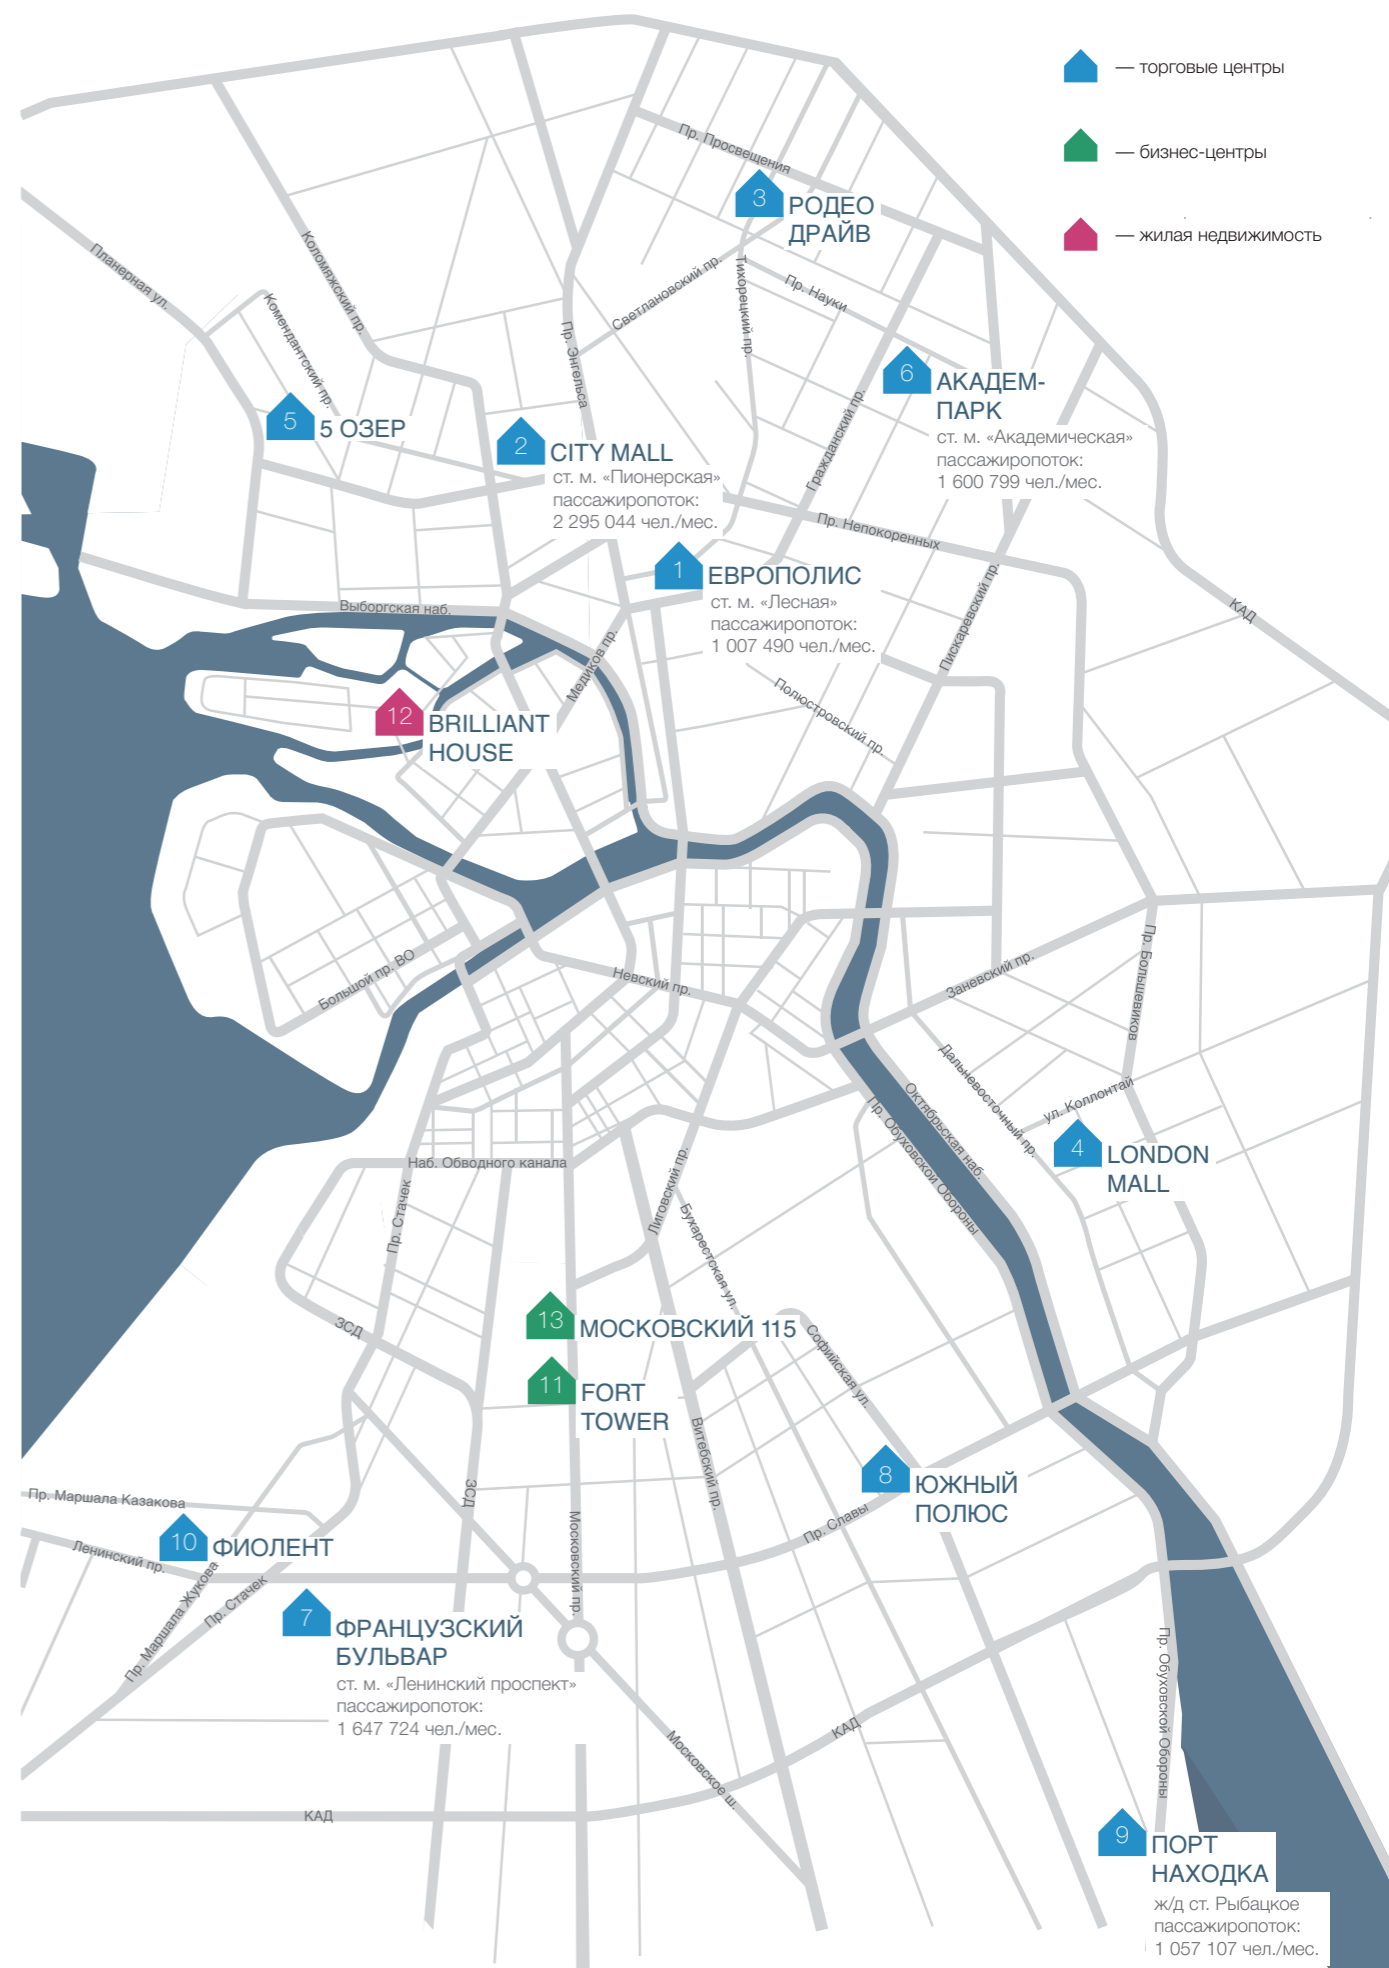 — торговые центры
— бизнес-центры
— жилая недвижимость
Пр. Просвещения
3
РОДЕО
ДРАЙВ
Планерная ул.
Коломяжский пр.
Комендантский пр.
Светлановский пр.
Тихорецкий пр.
Пр. Науки
Пр. Энгельса
6
АКАДЕМ-
ПАРК
ст. м. «Академическая»
пассажиропоток:
1 600 799 чел./мес.
Гражданский пр.
5
5 ОЗЕР
2
CITY MALL
ст. м. «Пионерская»
пассажиропоток:
2 295 044 чел./мес.
Пр. Непокоренных
1
ЕВРОПОЛИС
ст. м. «Лесная»
пассажиропоток:
1 007 490 чел./мес.
Пискаревский пр.
КАД
Выборгская наб.
Медиков пр.
Полюстровский пр.
12
BRILLIANT
HOUSE
Большой пр. ВО
Невский пр.
Заневский пр.
Пр. Большевиков
Дальневосточный пр.
ул. Коллонтай
Октябрьская наб.
Пр. Обуховской Обороны
4
LONDON
MALL
Наб. Обводного канала
Пр. Стачек
Лиговский пр.
Бухарестская ул.
ЗСД
13
МОСКОВСКИЙ 115
Софийская ул.
11
FORT
TOWER
Витебский пр.
8
ЮЖНЫЙ
ПОЛЮС
Пр. Славы
ЗСД
Московский пр.
Пр. Маршала Казакова
10
ФИОЛЕНТ
Ленинский пр.
Пр. Маршала Жукова
Пр. Стачек
7
ФРАНЦУЗСКИЙ
БУЛЬВАР
ст. м. «Ленинский проспект»
пассажиропоток:
1 647 724 чел./мес.
Пр. Обуховской Обороны
КАД
Московское ш.
КАД
9
ПОРТ
НАХОДКА
ж/д ст. Рыбацкое
пассажиропоток:
1 057 107 чел./мес.